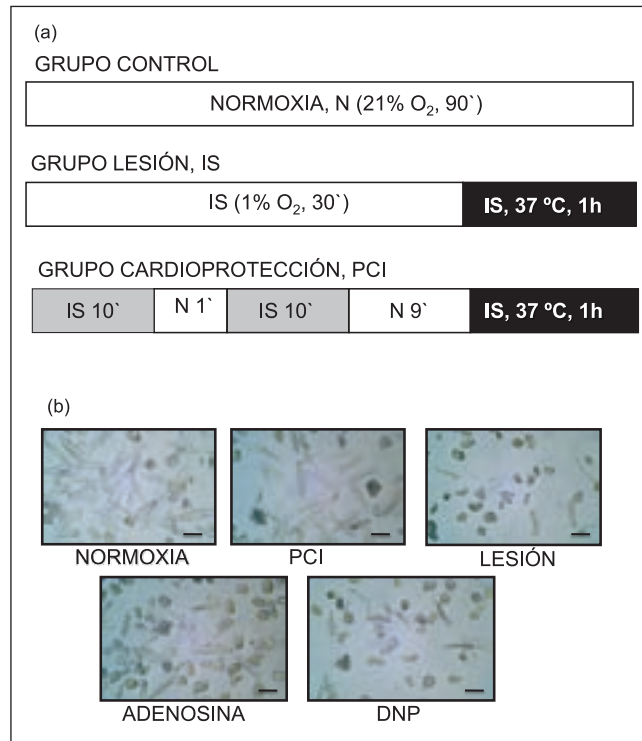 (a)
GRUPO CONTROL
NORMOXIA, N (21% O₂, 90`)
GRUPO LESIÓN, IS
IS (1% O₂, 30`) IS, 37 ºC, 1h
GRUPO CARDIOPROTECCIÓN, PCI
IS 10` N 1` IS 10` N 9` IS, 37 ºC, 1h
(b)
NORMOXIA PCI LESIÓN
ADENOSINA DNP